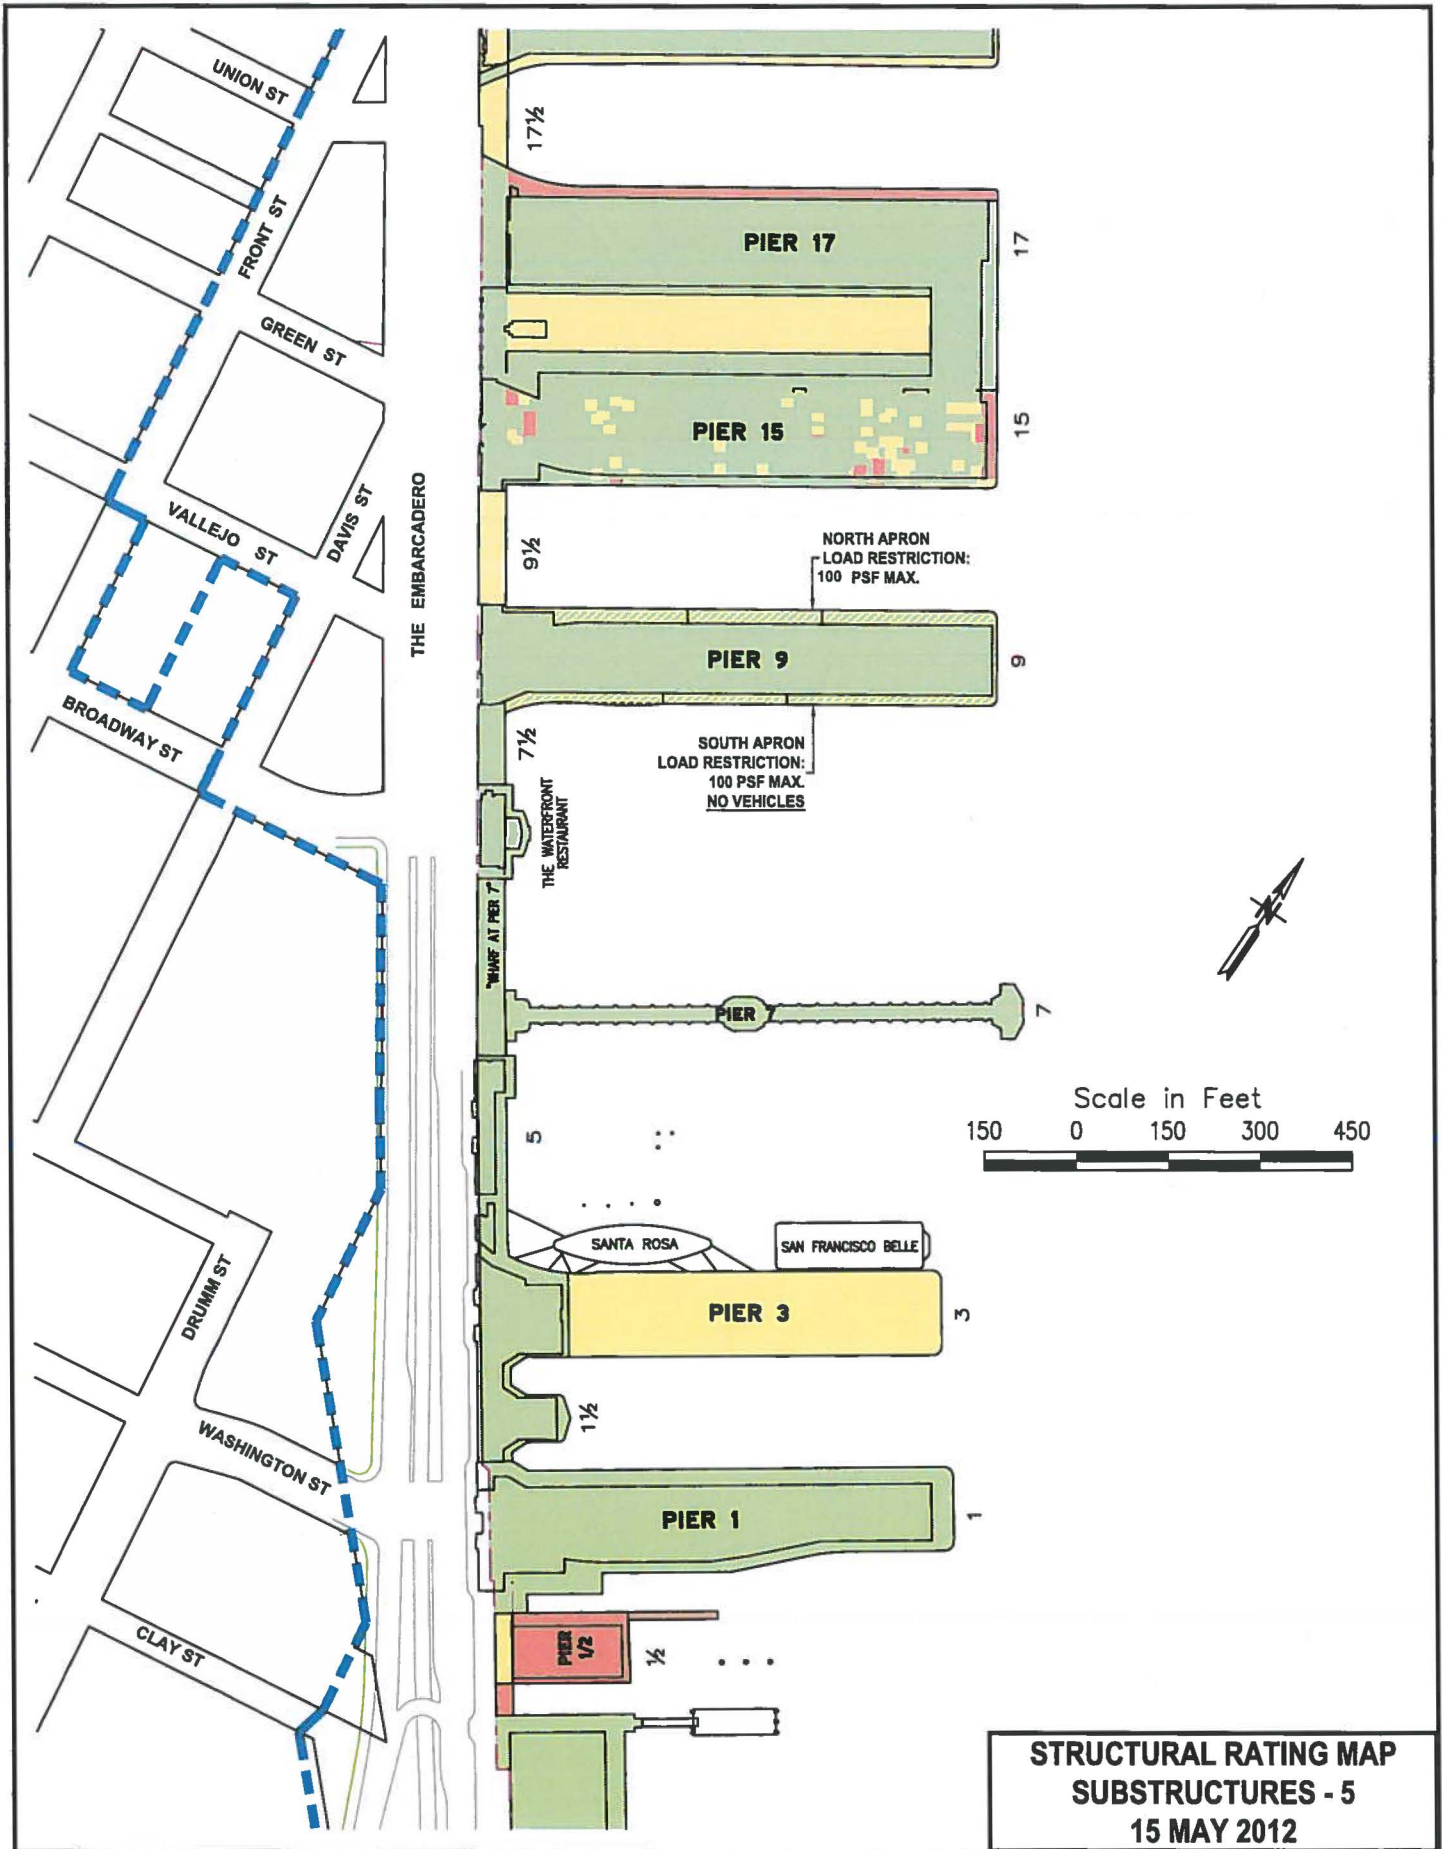 UNION ST
17½
FRONT ST
PIER 17
17
GREEN ST
PIER 15
15
VALLEJO ST
DAVIS ST
THE EMBARCADERO
9½
NORTH APRON
LOAD RESTRICTION:
100 PSF MAX.
PIER 9
9
BROADWAY ST
7½
SOUTH APRON
LOAD RESTRICTION:
100 PSF MAX.
NO VEHICLES
THE WATERFRONT
RESTAURANT
"WHARF AT PIER 7"
N
PIER 7
7
Scale in Feet
150 0 150 300 450
5
SANTA ROSA
SAN FRANCISCO BELLE
DRUMM ST
PIER 3
3
1½
WASHINGTON ST
PIER 1
1
CLAY ST
PIER
1/2
½
STRUCTURAL RATING MAP
SUBSTRUCTURES - 5
15 MAY 2012